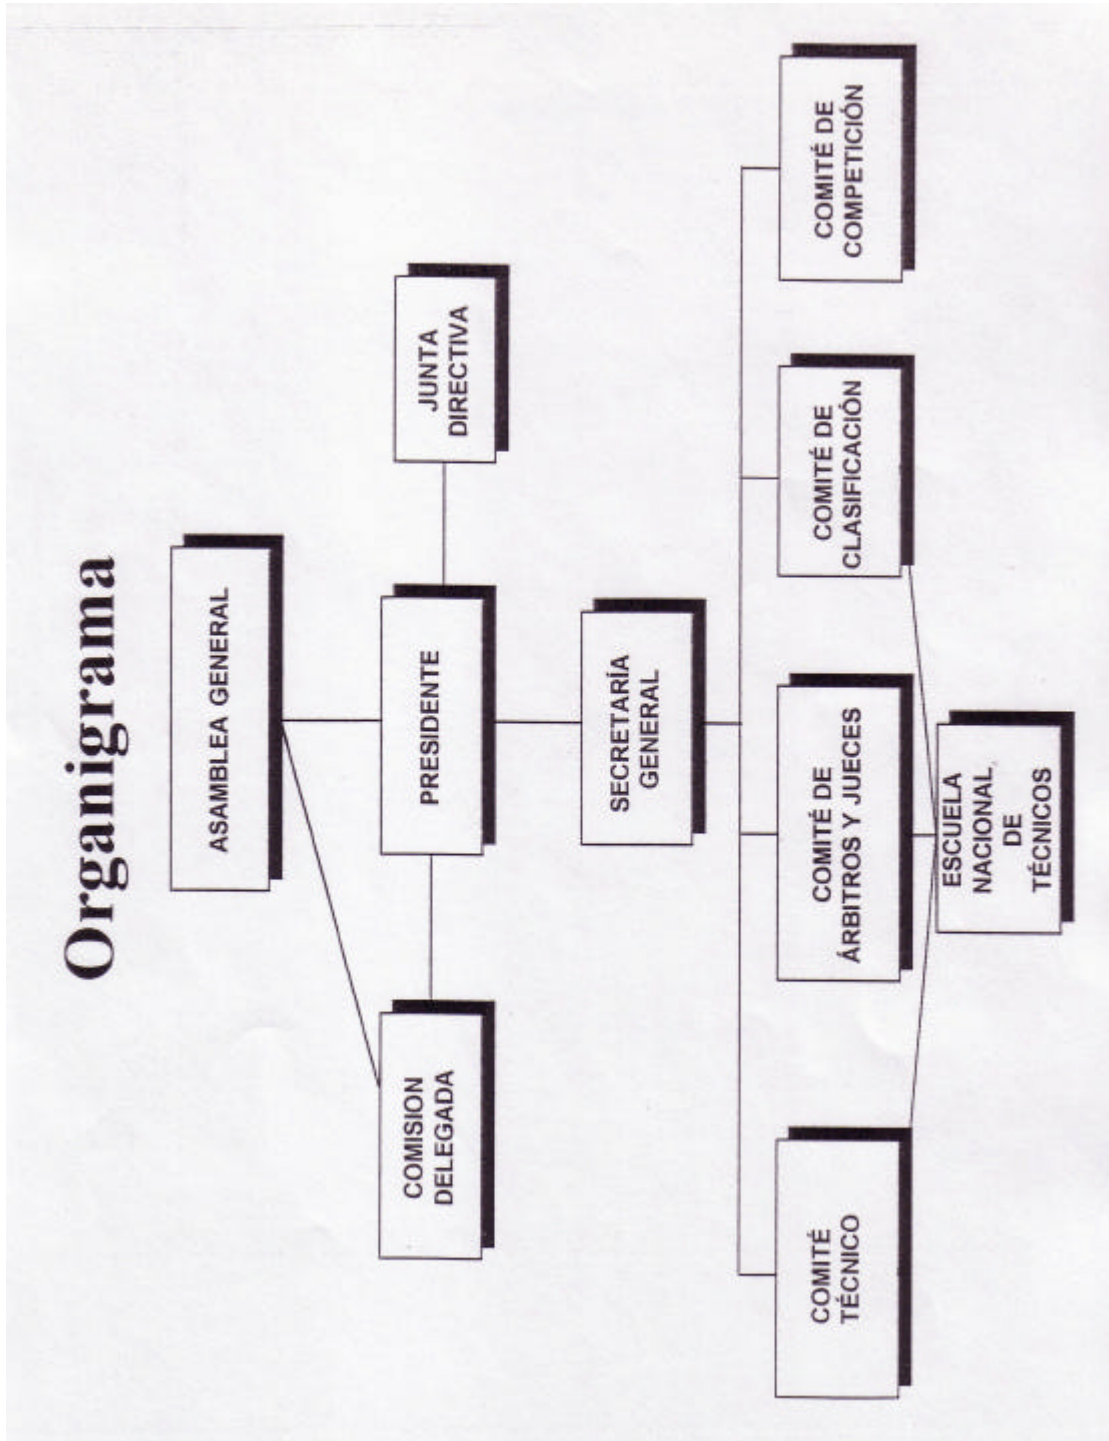 Organigrama
ASAMBLEA GENERAL
COMISION
DELEGADA
PRESIDENTE
JUNTA
DIRECTIVA
SECRETARÍA
GENERAL
COMITÉ
TÉCNICO
COMITÉ DE
ÁRBITROS Y JUECES
COMITÉ DE
CLASIFICACIÓN
COMITÉ DE
COMPETICIÓN
ESCUELA
NACIONAL,
DE
TÉCNICOS